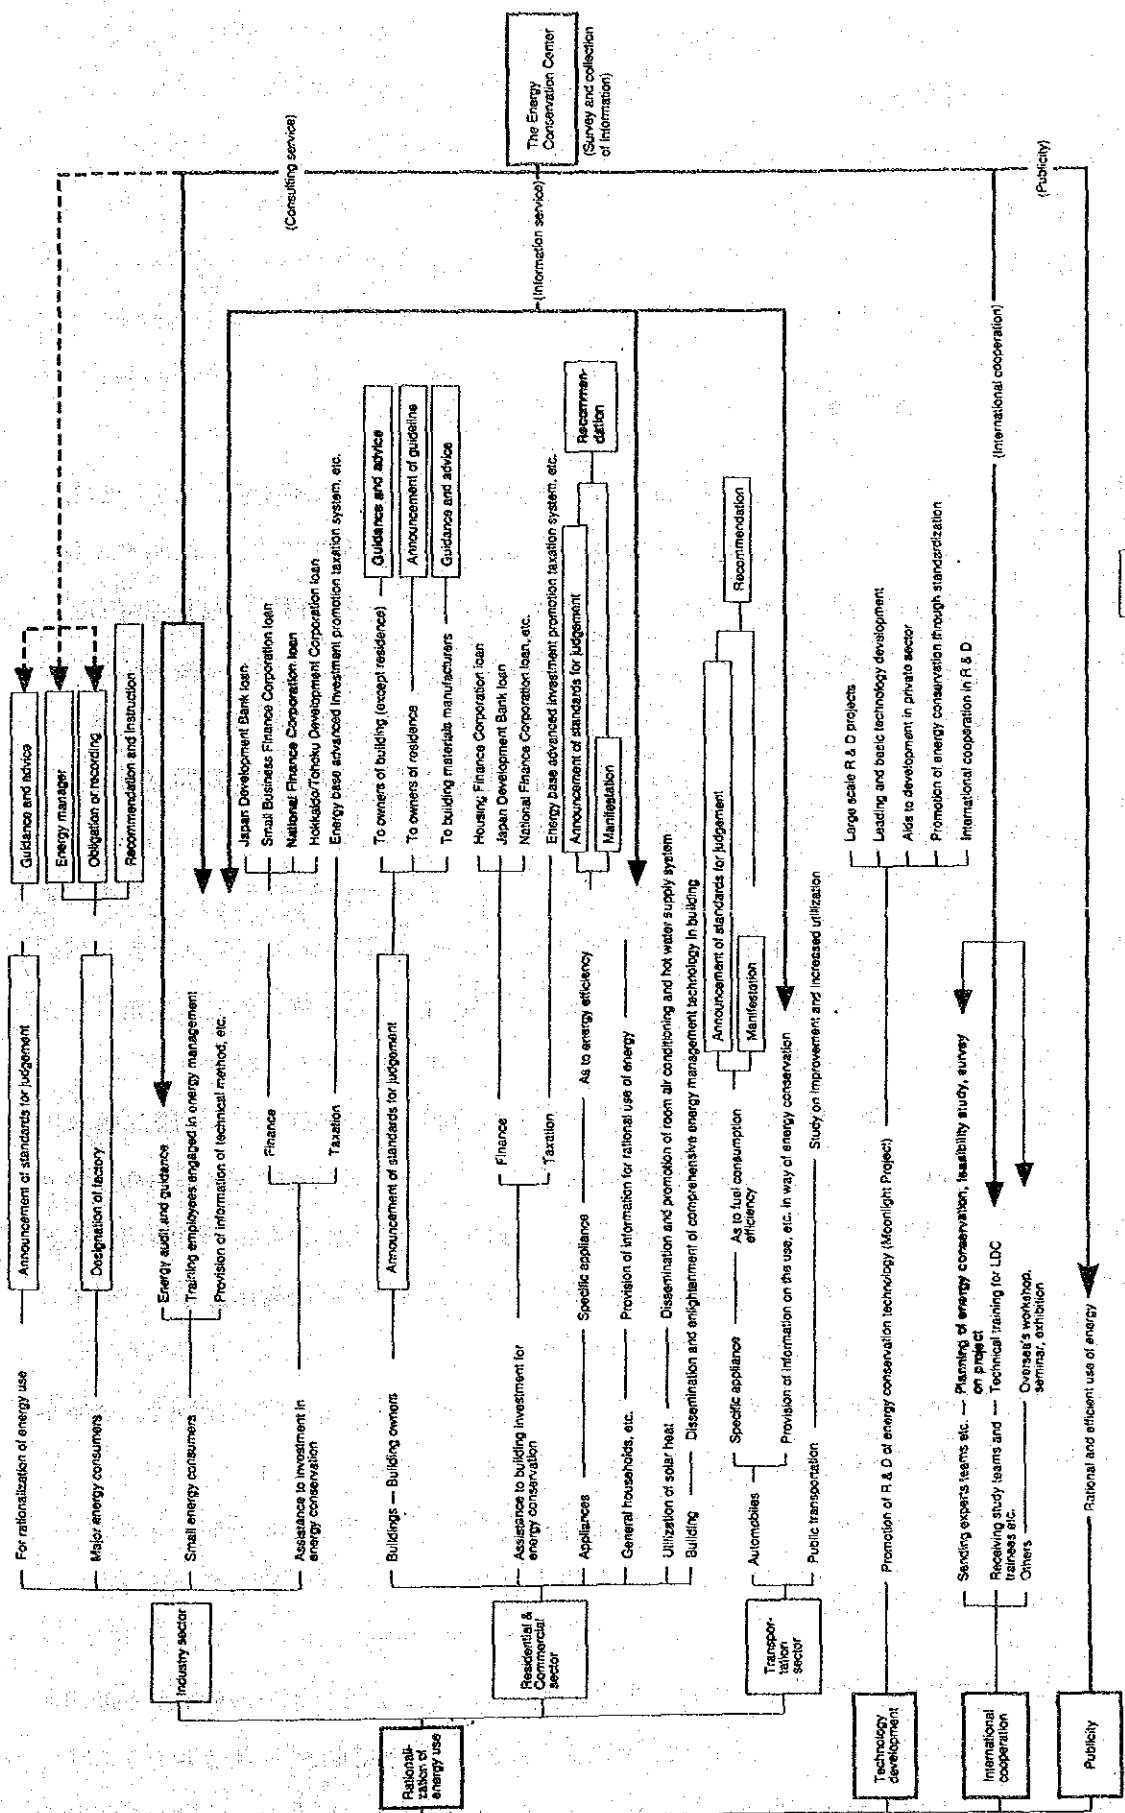 Rationali-
zation of
energy use
Industry sector
For rationalization of energy use
Announcement of standards for judgement
Guidance and advice
Major energy consumers
Designation of factory
Energy manager
Obligation of recording
Recommendation and instruction
Small energy consumers
Energy audit and guidance
Training employees engaged in energy management
Provision of information of technical method, etc.
Assistance to investment in
energy conservation
Finance
Japan Development Bank loan
Small Business Finance Corporation loan
National Finance Corporation loan
Hokkaido/Tohoku Development Corporation loan
Taxation
Energy base advanced investment promotion taxation system, etc.
Residential &
Commercial
sector
Buildings
Building owners
Announcement of standards for judgement
To owners of building (except residence)
Guidance and advice
To owners of residence
Announcement of guideline
To building materials manufacturers
Guidance and advice
Assistance to building investment for
energy conservation
Finance
Housing Finance Corporation loan
Japan Development Bank loan
National Finance Corporation loan, etc.
Taxation
Energy base advanced investment promotion taxation system, etc.
Appliances
Specific appliance
As to energy efficiency
Announcement of standards for judgement
Manifestation
Recommen-
dation
General households, etc.
Provision of information for rational use of energy
Utilization of solar heat
Dissemination and promotion of room air conditioning and hot water supply system
Building
Dissemination and enlightenment of comprehensive energy management technology in building
Transpor-
tation
sector
Automobiles
Specific appliance
As to fuel consumption
efficiency
Announcement of standards for judgement
Manifestation
Recommendation
Provision of information on the use, etc. in way of energy conservation
Public transportation
Study on improvement and increased utilization
Technology
development
Promotion of R & D of energy conservation technology (Moonlight Project)
Large scale R & D projects
Leading and basic technology development
Aids to development in private sector
Promotion of energy conservation through standardization
International cooperation in R & D
International
cooperation
Sending experts teams etc.
Planning of energy conservation, feasibility study, survey
on project
Receiving study teams and
trainees etc.
Technical training for LDC
Others
Oversea's workshop,
seminar, exhibition
Publicity
Rational and efficient use of energy
(Consulting service)
(Information service)
(International cooperation)
(Publicity)
The Energy
Conservation Center
(Survey and collection
of information)